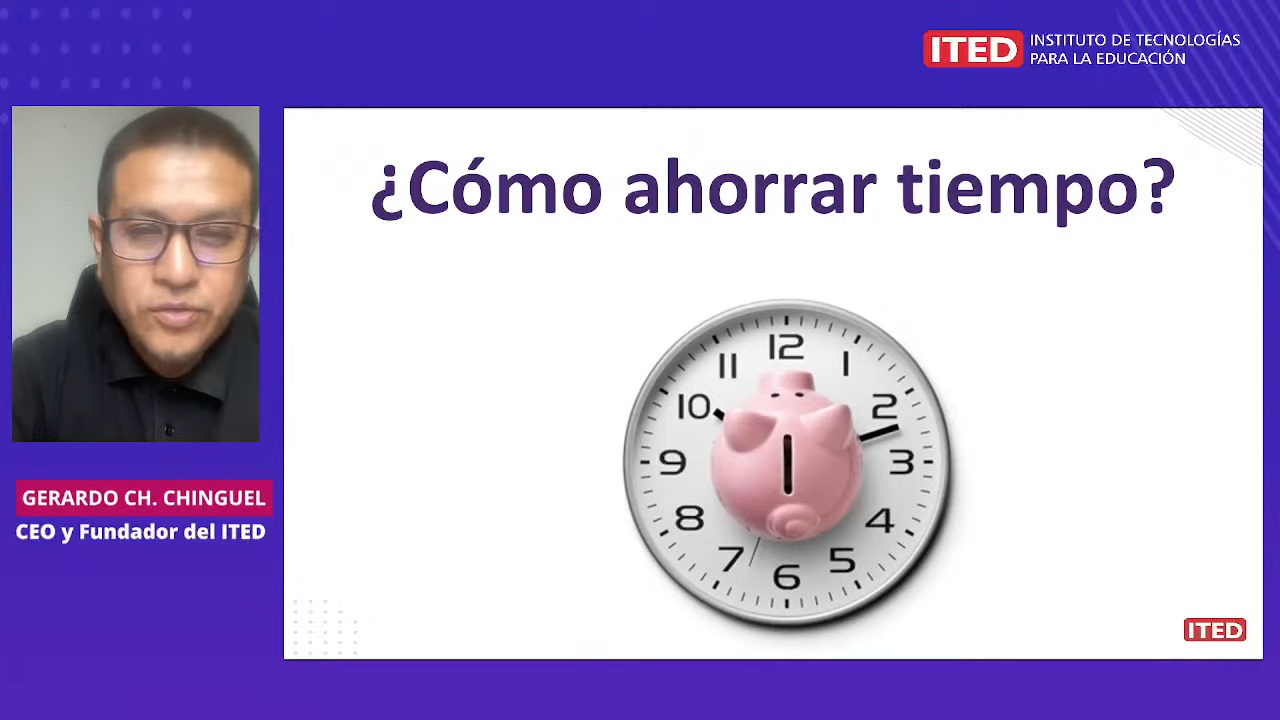 ITED
INSTITUTO DE TECNOLOGÍAS
PARA LA EDUCACIÓN
¿Cómo ahorrar tiempo?
12
1
2
3
4
5
6
7
8
9
10
11
GERARDO CH. CHINGUEL
CEO y Fundador del ITED
ITED